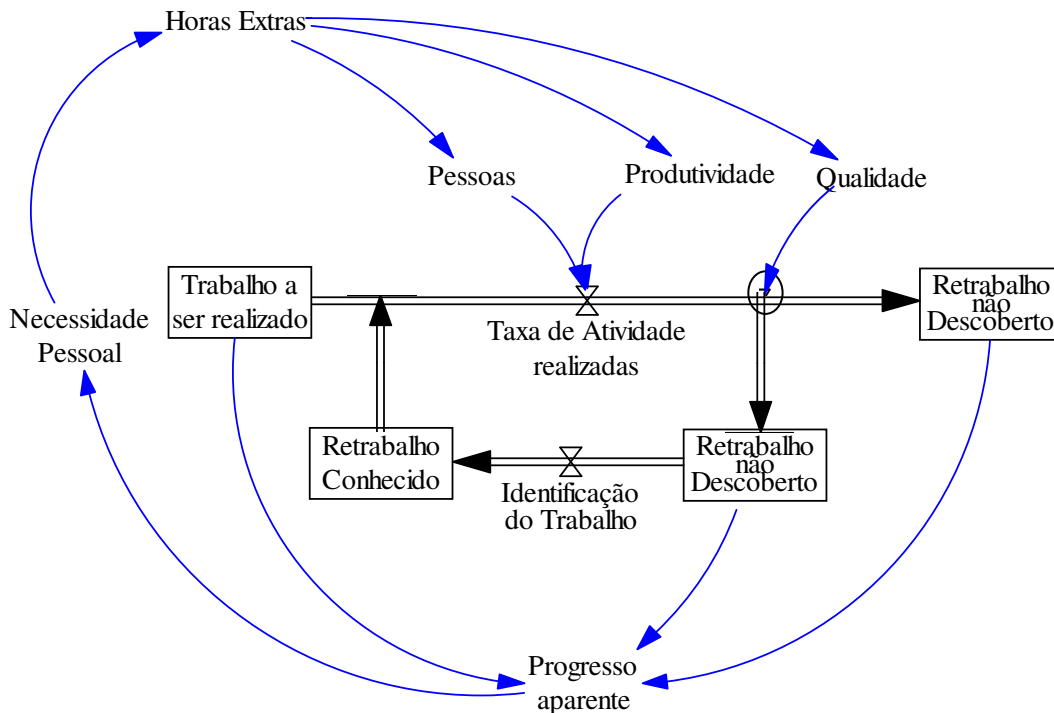 Horas Extras
Pessoas
Produtividade
Qualidade
Trabalho a
ser realizado
Retrabalho
não
Descoberto
Necessidade
Pessoal
Taxa de Atividade
realizadas
Retrabalho
Conhecido
Identificação
do Trabalho
Retrabalho
não
Descoberto
Progresso
aparente